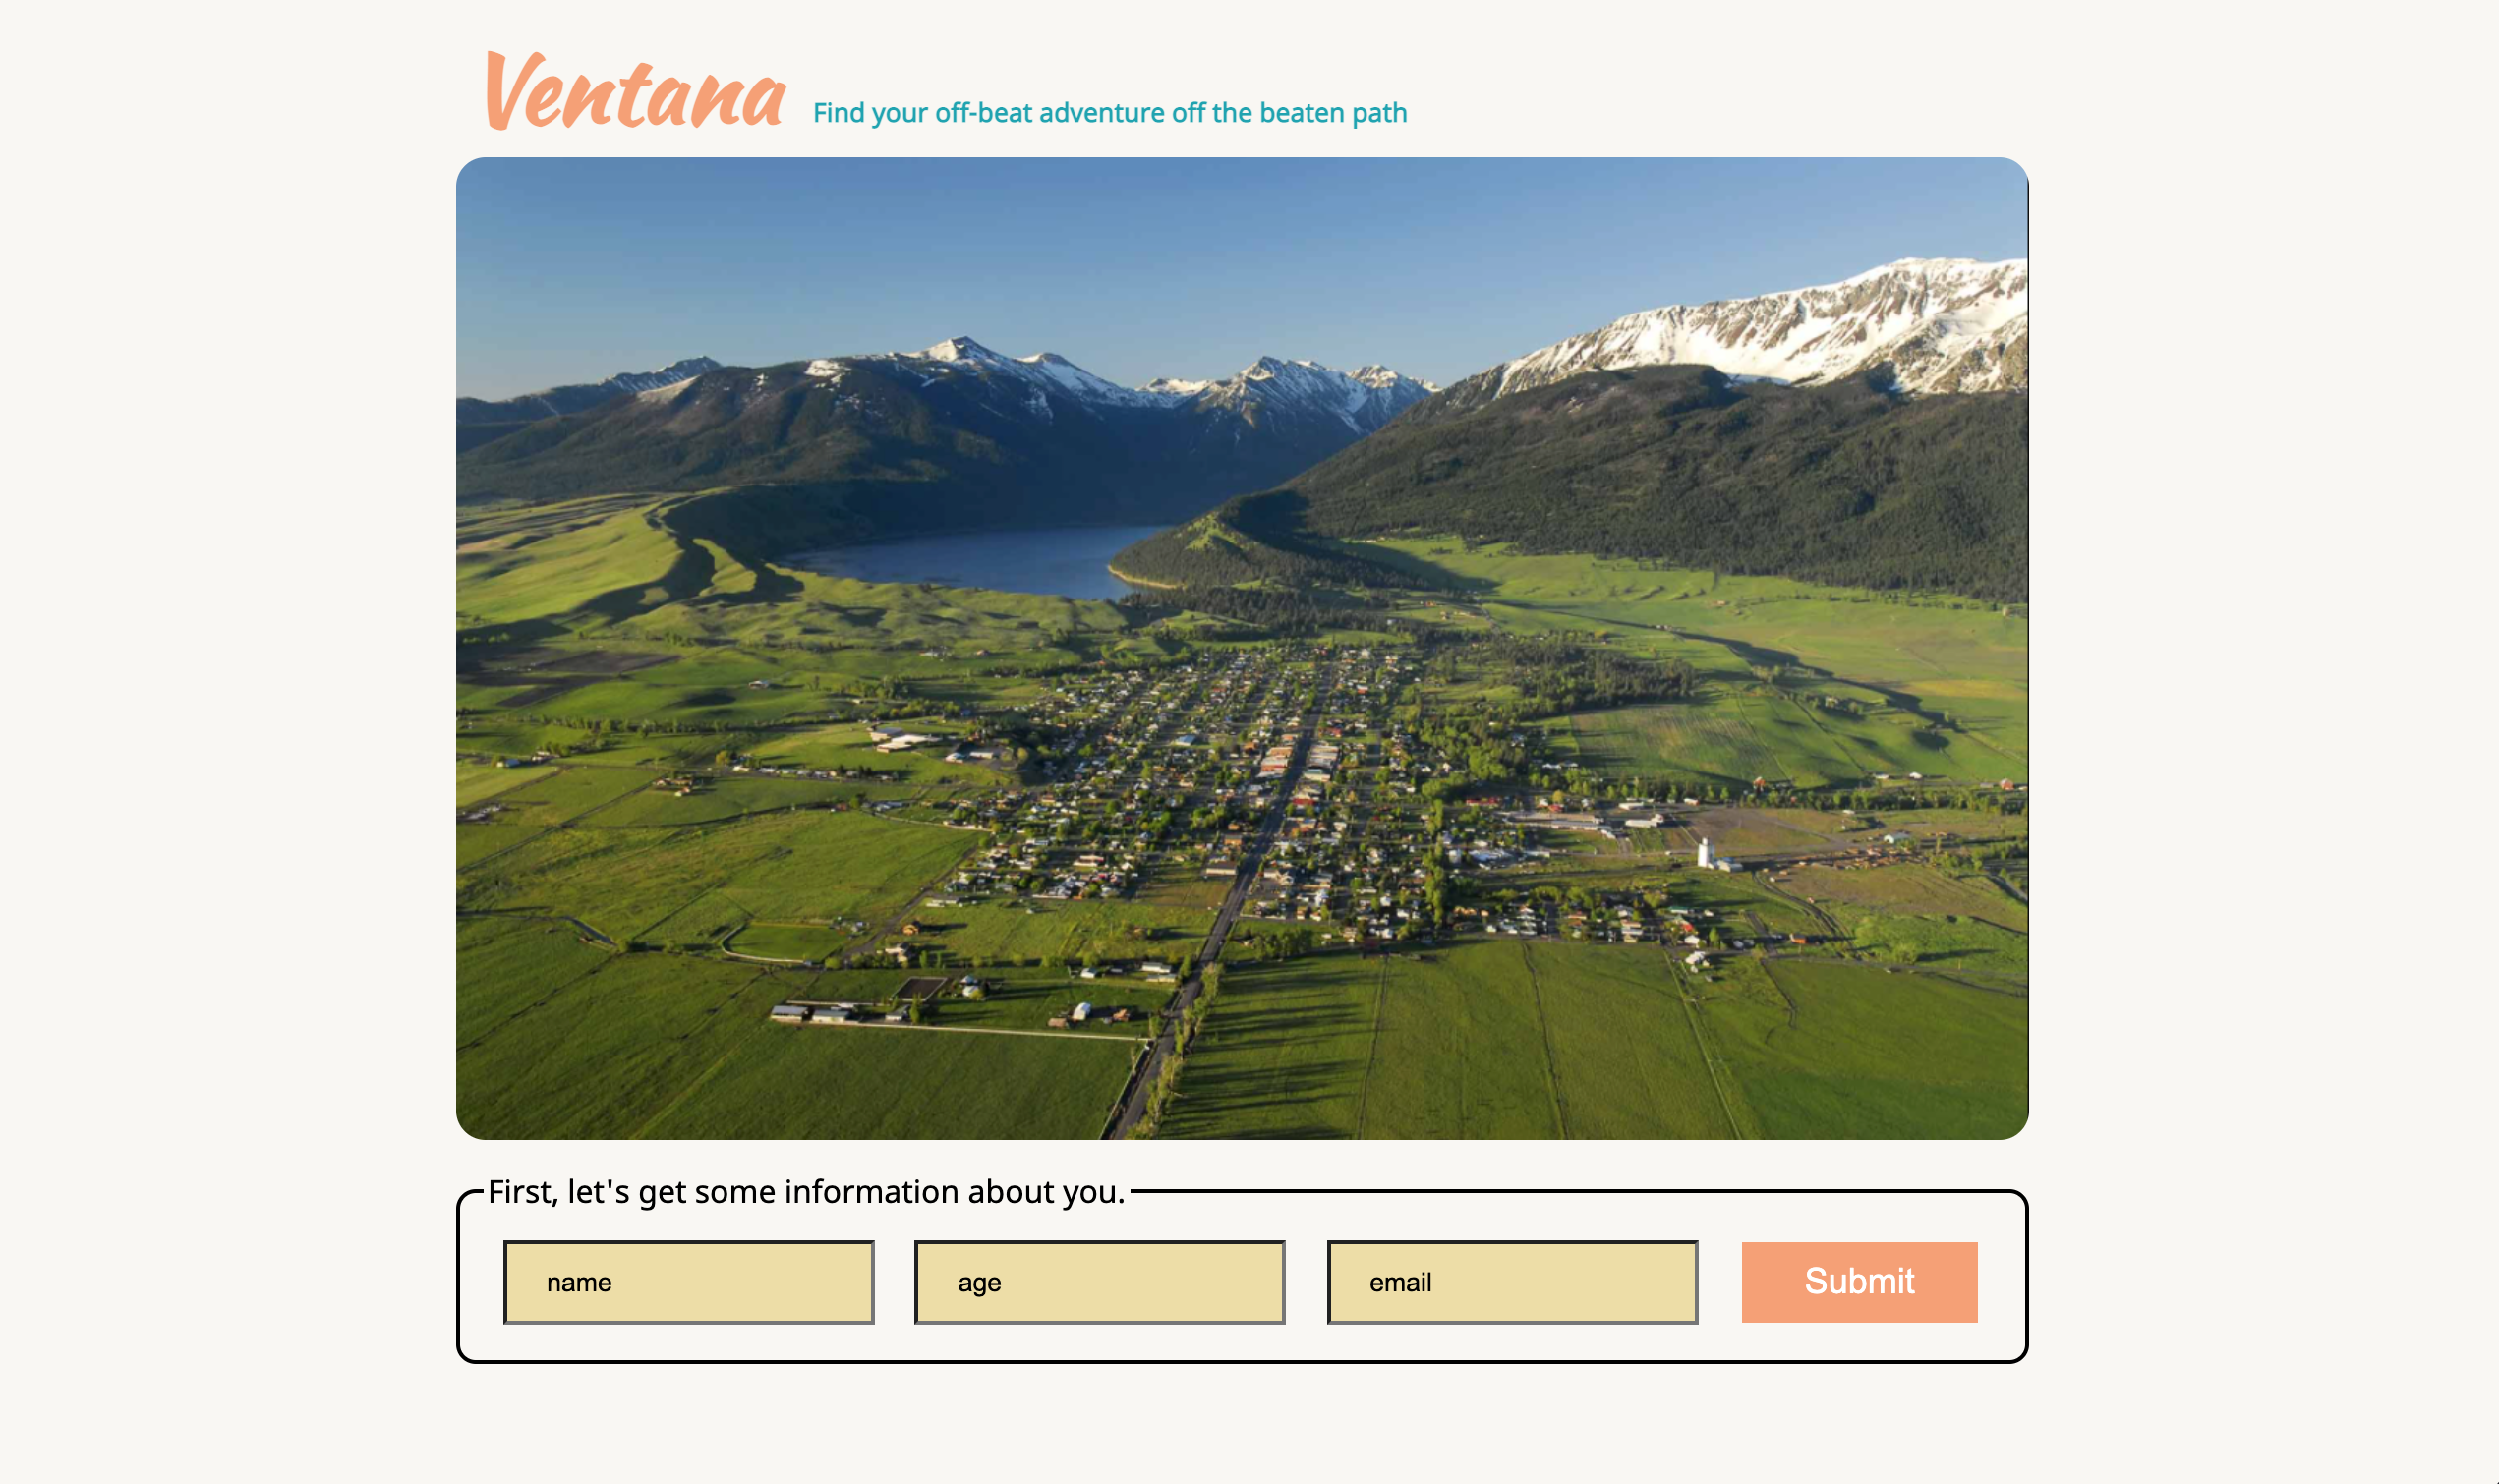 Ventana
Find your off-beat adventure off the beaten path
First, let's get some information about you.
name
age
email
Submit